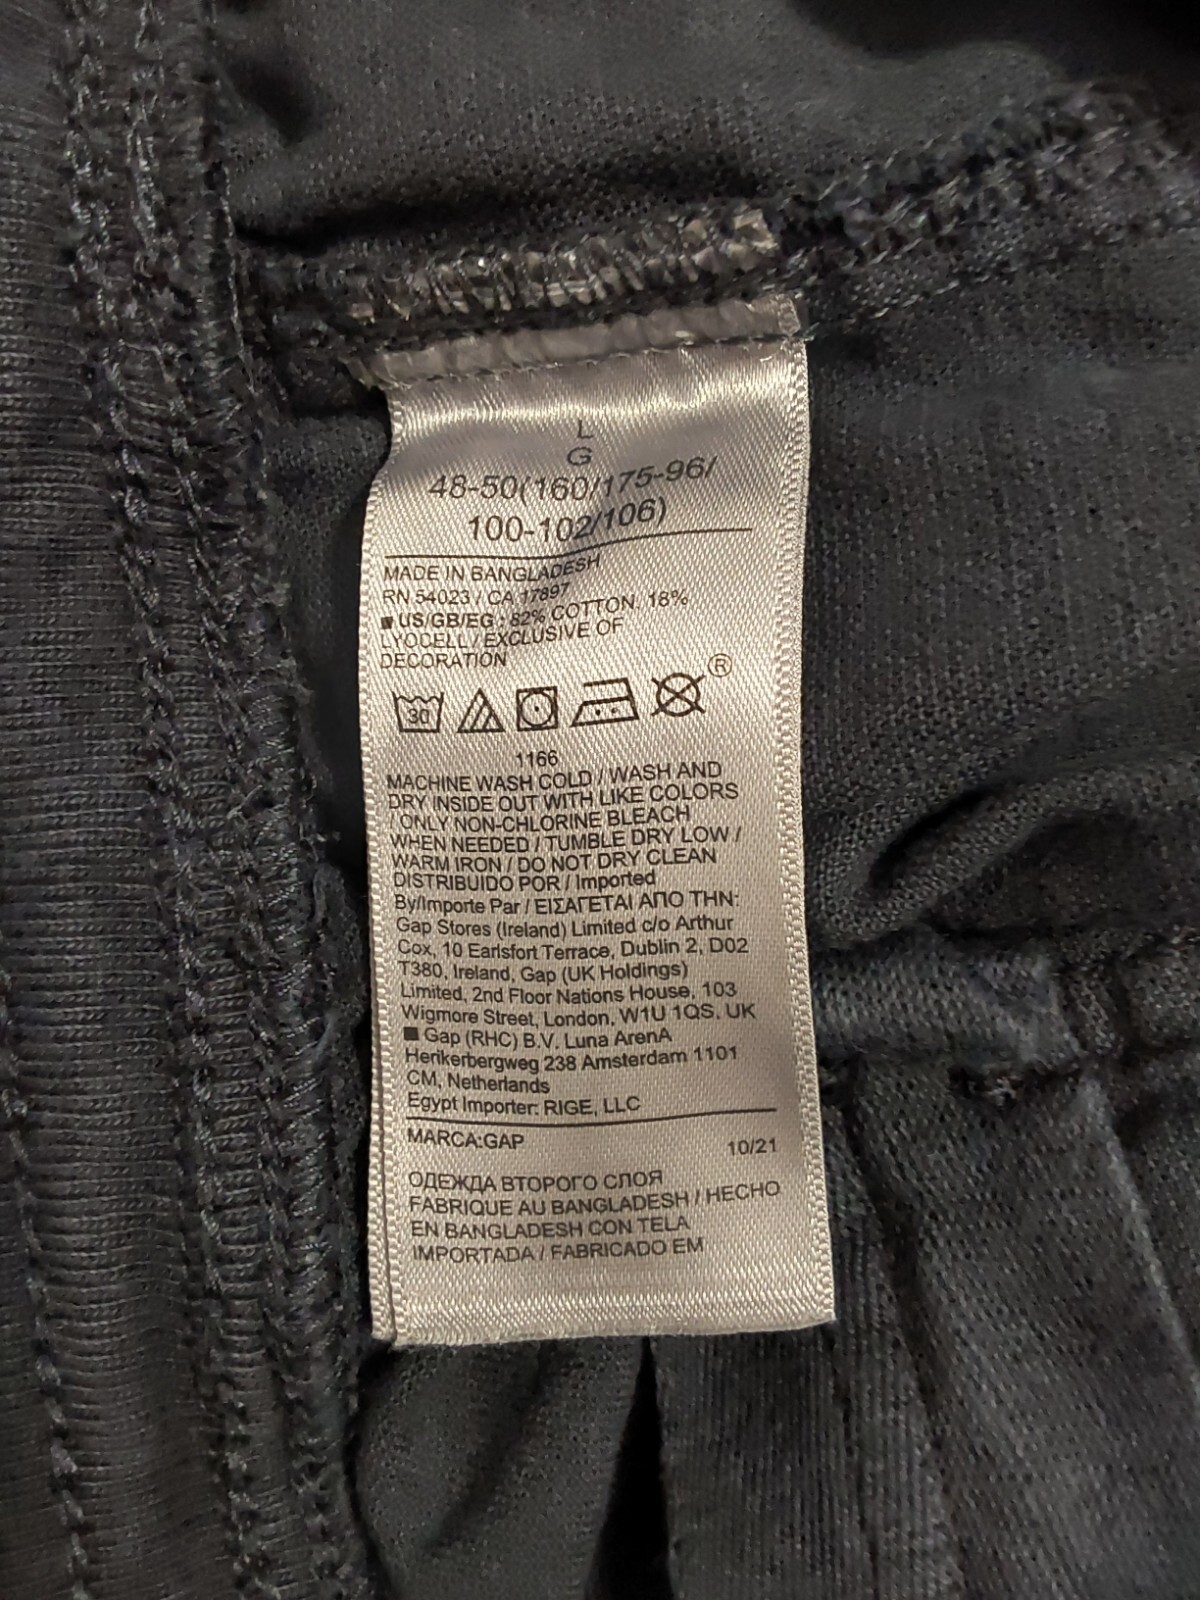 L
G
48-50(160/175-96/
100-102/106)
MADE IN BANGLADESH
RN 54023 / CA 17897
■ US/GB/EG : 82% COTTON. 18%
LYOCELL/ EXCLUSIVE OF
DECORATION
30 ®
1166
MACHINE WASH COLD / WASH AND
DRY INSIDE OUT WITH LIKE COLORS
/ ONLY NON-CHLORINE BLEACH
WHEN NEEDED / TUMBLE DRY LOW /
WARM IRON / DO NOT DRY CLEAN
DISTRIBUIDO POR / Imported
By/Importe Par / ΕΙΣΑΓΕΤΑΙ ΑΠΟ ΤΗΝ:
Gap Stores (Ireland) Limited c/o Arthur
Cox, 10 Earlsfort Terrace, Dublin 2, D02
T380, Ireland, Gap (UK Holdings)
Limited, 2nd Floor Nations House, 103
Wigmore Street, London, W1U 1QS, UK
■ Gap (RHC) B.V. Luna ArenA
Herikerbergweg 238 Amsterdam 1101
CM, Netherlands
Egypt Importer: RIGE, LLC
MARCA:GAP 10/21
ОДЕЖДА ВТОРОГО СЛОЯ
FABRIQUE AU BANGLADESH / HECHO
EN BANGLADESH CON TELA
IMPORTADA / FABRICADO EM